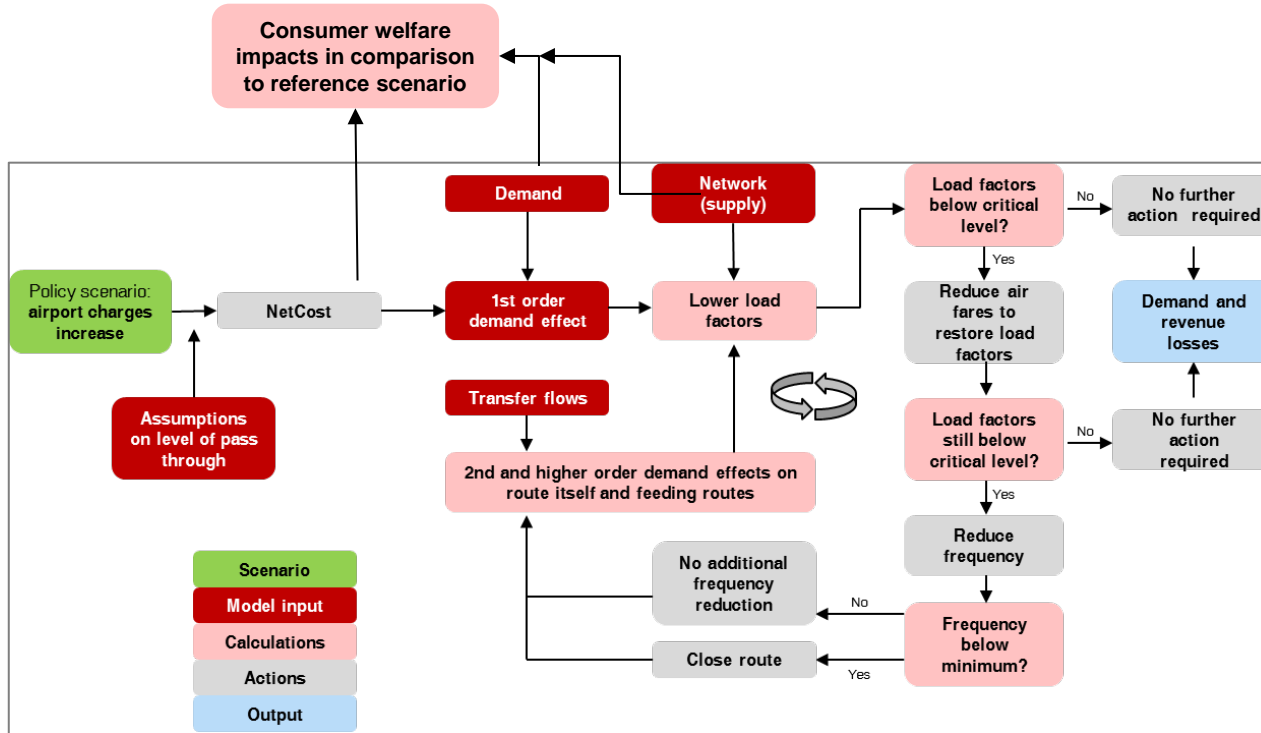 Consumer welfare
impacts in comparison
to reference scenario
Demand
Network
(supply)
Load factors
below critical
level?
No
No further
action required
Yes
Policy scenario:
airport charges
increase
NetCost
1st order
demand effect
Lower load
factors
Reduce air
fares to
restore load
factors
Demand and
revenue
losses
Assumptions
on level of pass
through
Transfer flows
Load factors
still below
critical level?
No
No further
action
required
2nd and higher order demand effects on
route itself and feeding routes
Yes
Reduce
frequency
No additional
frequency
reduction
No
Frequency
below
minimum?
Close route
Yes
Scenario
Model input
Calculations
Actions
Output